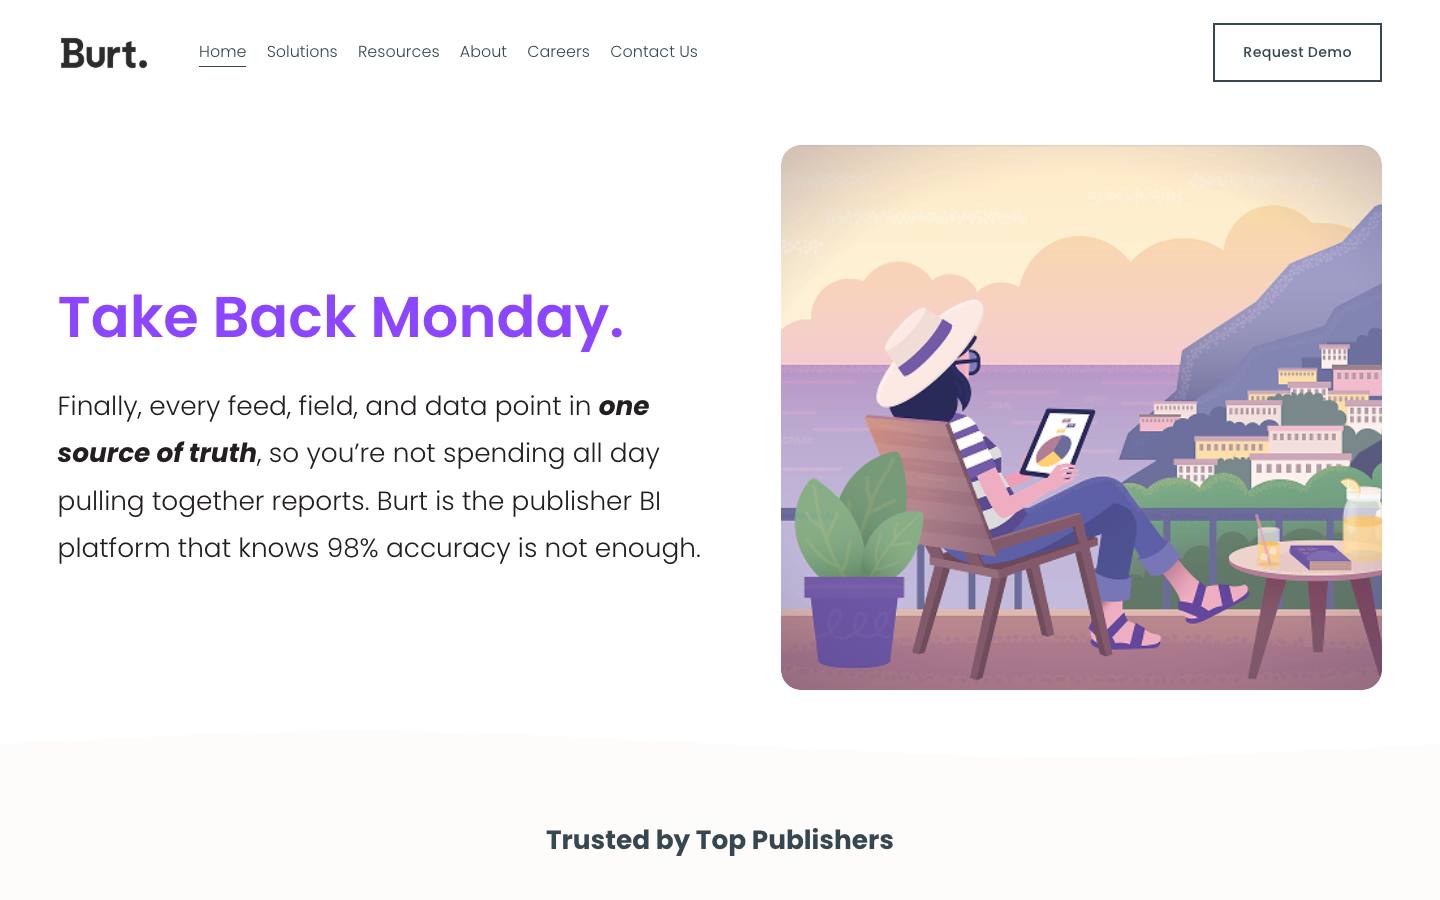 Burt.
Home Solutions Resources About Careers Contact Us
Request Demo
Take Back Monday.
Finally, every feed, field, and data point in one
source of truth, so you’re not spending all day
pulling together reports. Burt is the publisher BI
platform that knows 98% accuracy is not enough.
Trusted by Top Publishers